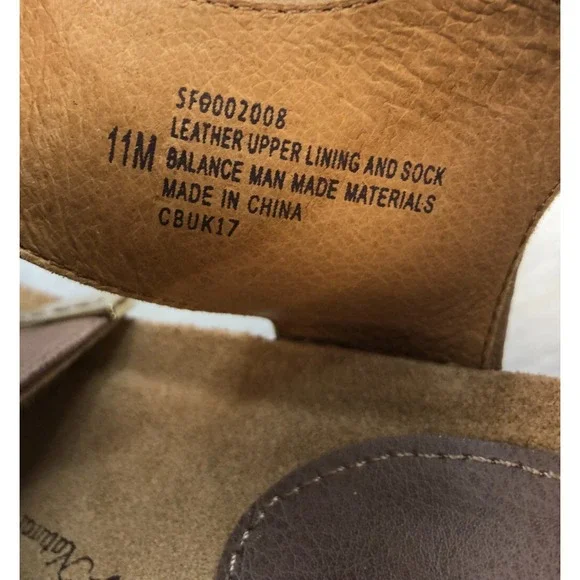 SF0002008
LEATHER UPPER LINING AND SOCK
11M BALANCE MAN MADE MATERIALS
MADE IN CHINA
CBUK17